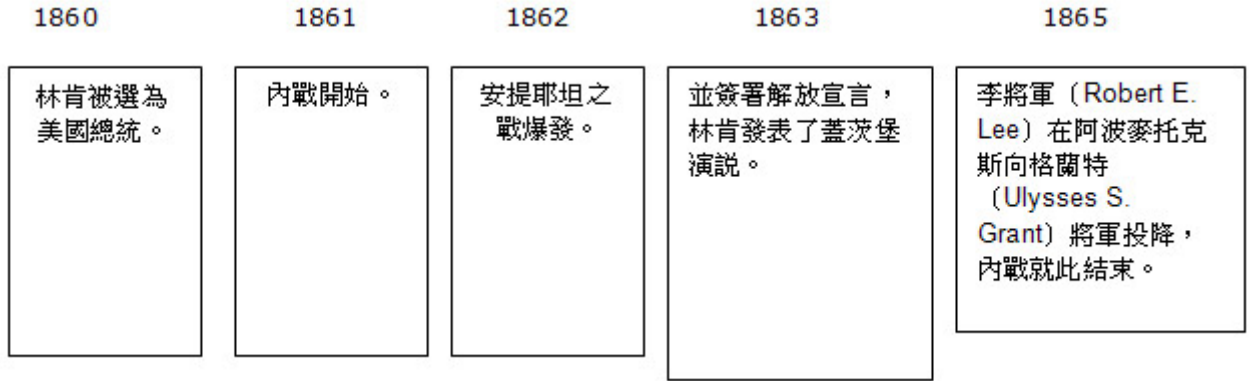 1860 1861 1862 1863 1865
林肯被選為
美國總統。
內戰開始。
安提耶坦之
戰爆發。
並簽署解放宣言，
林肯發表了蓋茨堡
演説。
李將軍（Robert E.
Lee）在阿波麥托克
斯向格蘭特
（Ulysses S.
Grant）將軍投降，
內戰就此結束。